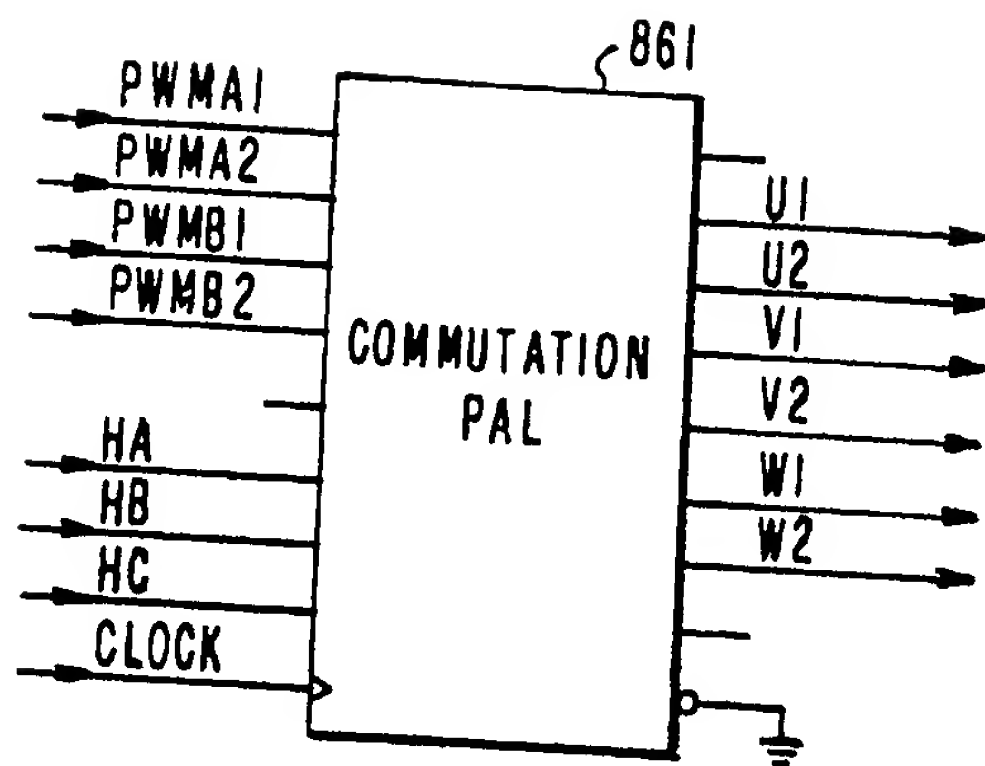 861
PWMA1
PWMA2
PWMB1
PWMB2
HA
HB
HC
CLOCK
COMMUTATION
PAL
U1
U2
V1
V2
W1
W2